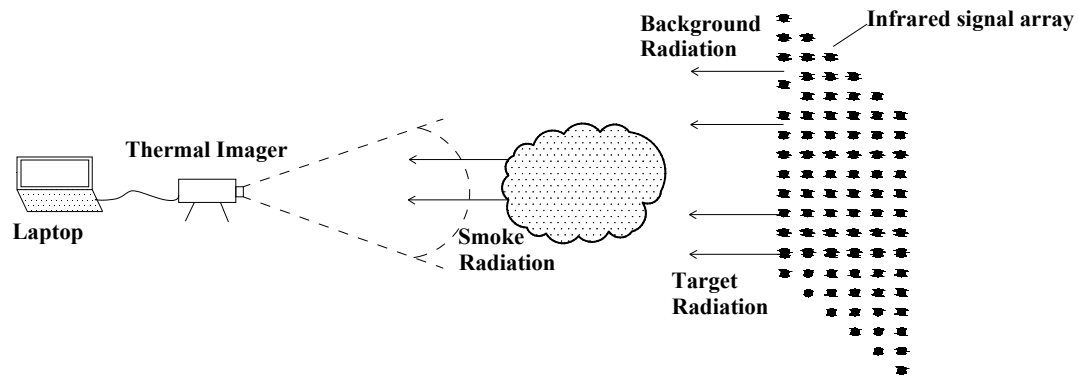 Background
Radiation
Infrared signal array
Thermal Imager
Laptop
Smoke
Radiation
Target
Radiation